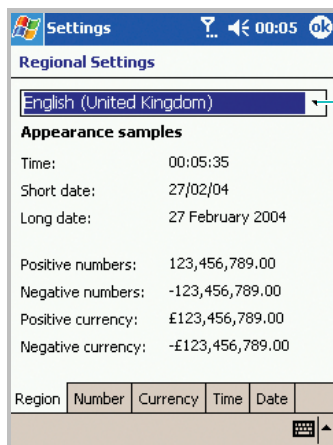 Settings 00:05 ok
Regional Settings
English (United Kingdom)
Appearance samples
Time: 00:05:35
Short date: 27/02/04
Long date: 27 February 2004
Positive numbers: 123,456,789.00
Negative numbers: -123,456,789.00
Positive currency: £123,456,789.00
Negative currency: -£123,456,789.00
Region Number Currency Time Date